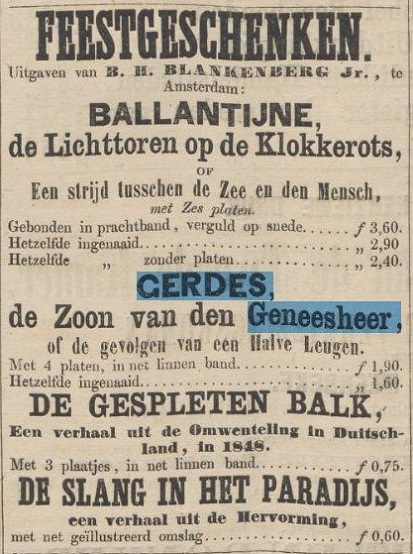 FEESTGESCHENKEN.
Uitgaven van B. H. BLANKENBERG Jr., te
Amsterdam:
BALLANTIJNE,
de Lichttoren op de Klokkerots,
OF
Een strijd tusschen de Zee en den Mensch,
met Zes platen.
Gebonden in prachtband, verguld op snede..... f 3,60.
Hetzelfde ingenaaid........................ „ 2,90
Hetzelfde „ zonder platen................ „ 2,40.
GERDES,
de Zoon van den Geneesheer,
of de gevolgen van een Halve Leugen.
Met 4 platen, in net linnen band............ f 1,90.
Hetzelfde ingenaaid........................ „ 1,60.
DE GESPLETEN BALK,
Een verhaal uit de Omwenteling in Duitsch-
land, in 1848.
Met 3 plaatjes, in net linnen band.......... f 0,75.
DE SLANG IN HET PARADIJS,
een verhaal uit de Hervorming,
met net geïllustreerd omslag................ f 0,60.